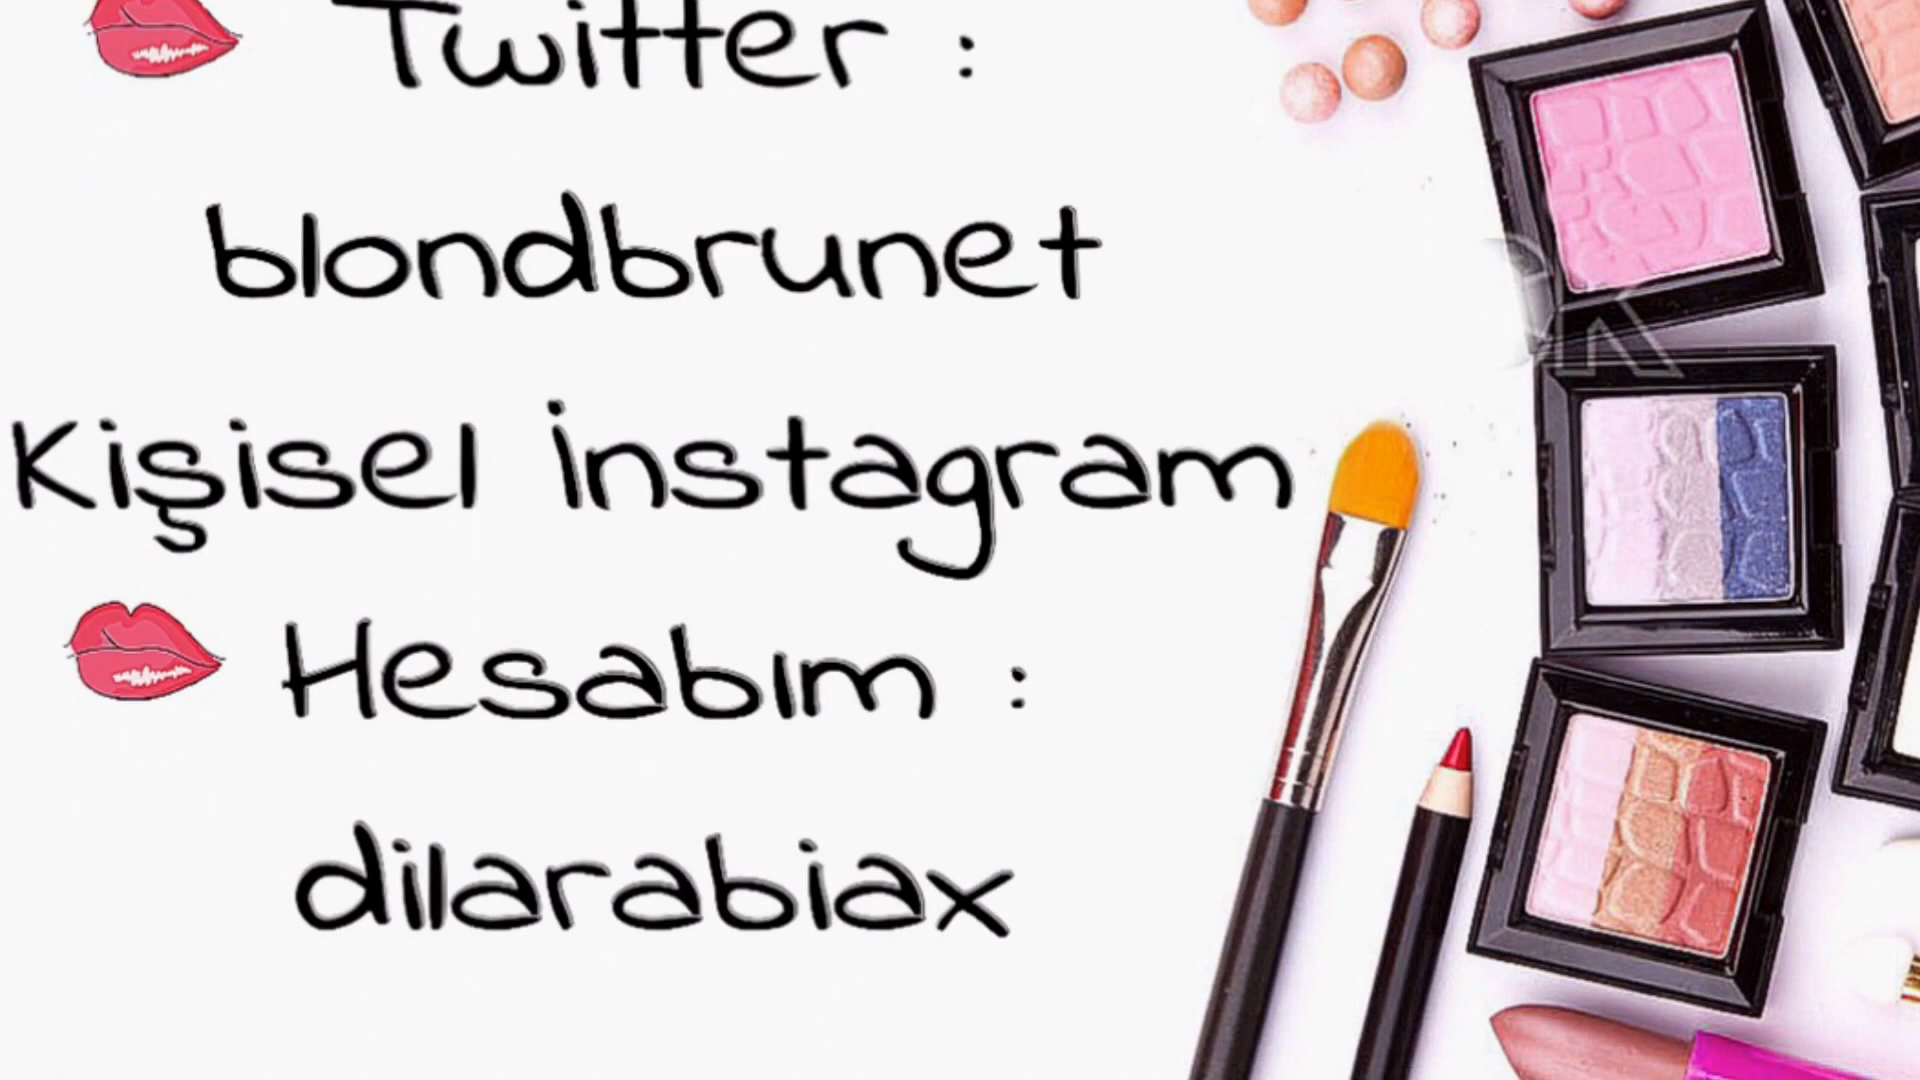 Twitter :
blondbrunet
Kişisel İnstagram
Hesabım :
dilarabiax